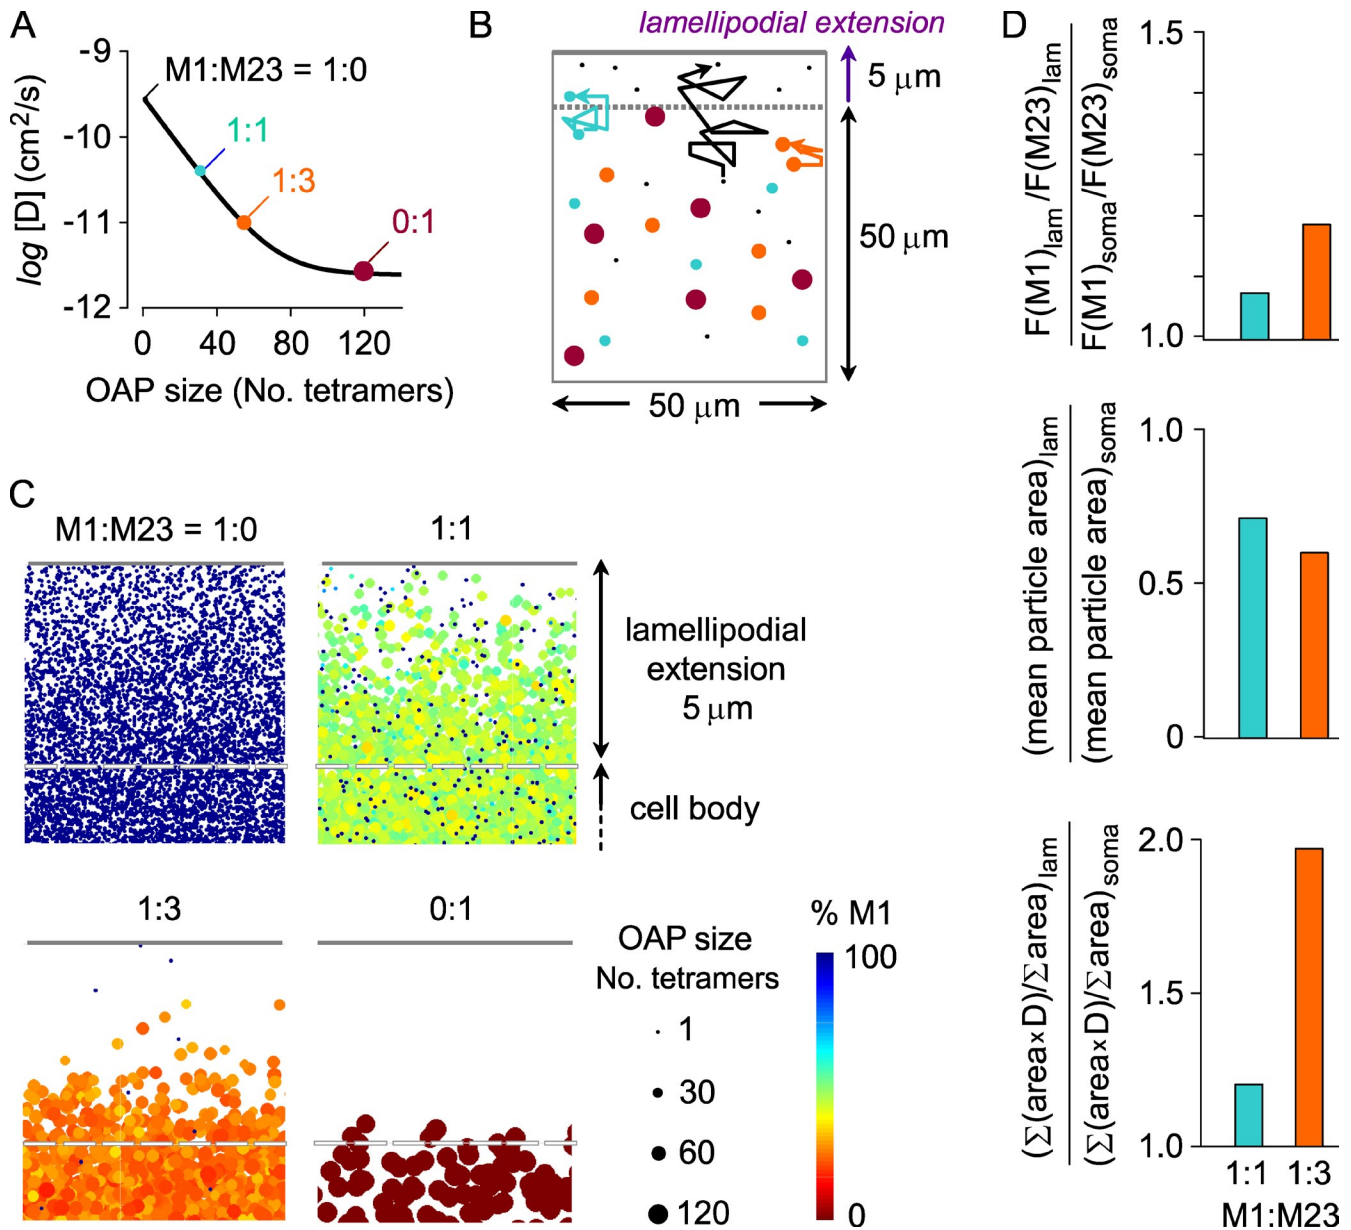 A
-9
-10
-11
-12
log [D] (cm²/s)
M1:M23 = 1:0
1:1
1:3
0:1
0
40
80
120
OAP size (No. tetramers)
B
lamellipodial extension
5 μm
50 μm
50 μm
C
M1:M23 = 1:0
1:1
lamellipodial
extension
5 μm
cell body
1:3
0:1
OAP size
No. tetramers
1
30
60
120
% M1
100
0
D
F(M1)lam/F(M23)lam
F(M1)soma/F(M23)soma
1.5
1.0
(mean particle area)lam
(mean particle area)soma
1.0
0.5
0
(Σ(area×D)/Σarea)lam
(Σ(area×D)/Σarea)soma
2.0
1.5
1.0
1:1
1:3
M1:M23